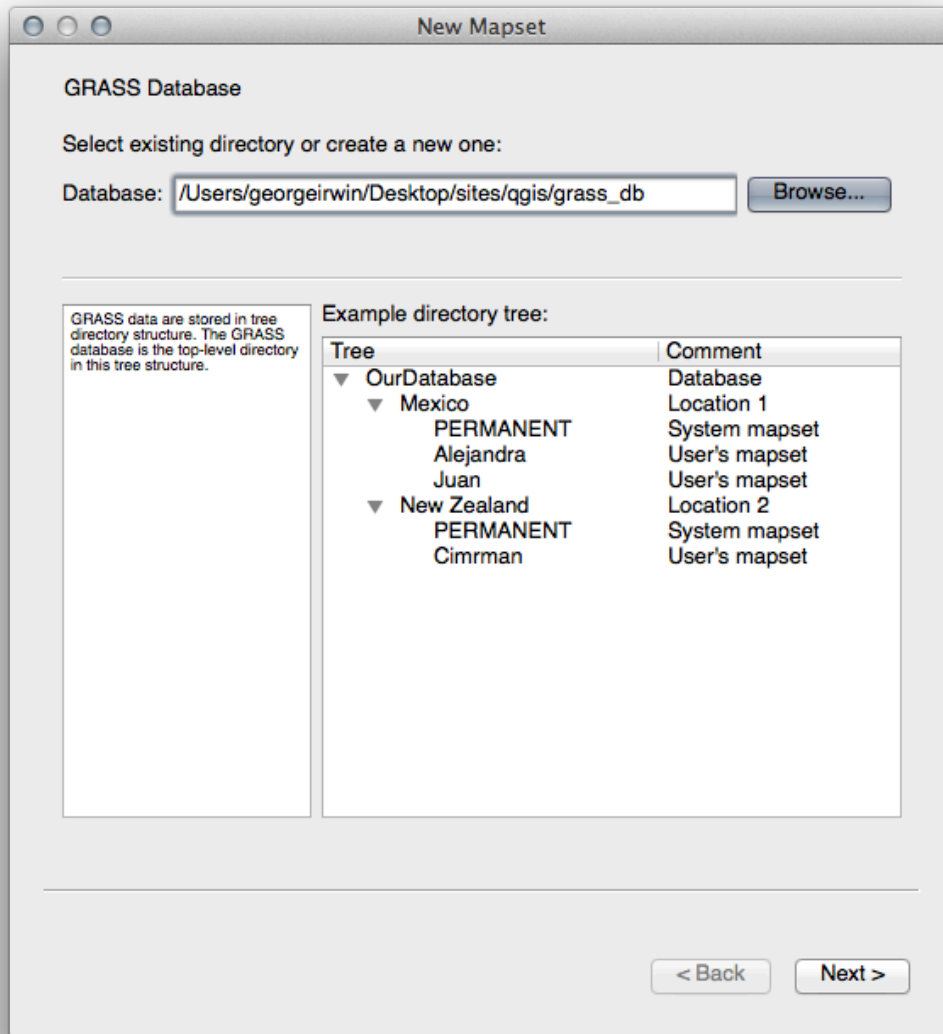 New Mapset
GRASS Database
Select existing directory or create a new one:
Database: /Users/georgeirwin/Desktop/sites/qgis/grass_db Browse...
GRASS data are stored in tree
directory structure. The GRASS
database is the top-level directory
in this tree structure.
Example directory tree:
Tree Comment
OurDatabase Database
Mexico Location 1
PERMANENT System mapset
Alejandra User's mapset
Juan User's mapset
New Zealand Location 2
PERMANENT System mapset
Cimrman User's mapset
< Back Next >